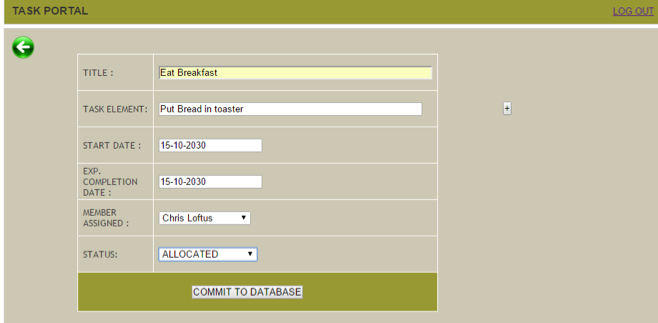 TASK PORTAL LOG OUT
TITLE : Eat Breakfast
TASK ELEMENT: Put Bread in toaster +
START DATE : 15-10-2030
EXP.
COMPLETION 15-10-2030
DATE :
MEMBER
ASSIGNED : Chris Loftus
STATUS: ALLOCATED
COMMIT TO DATABASE